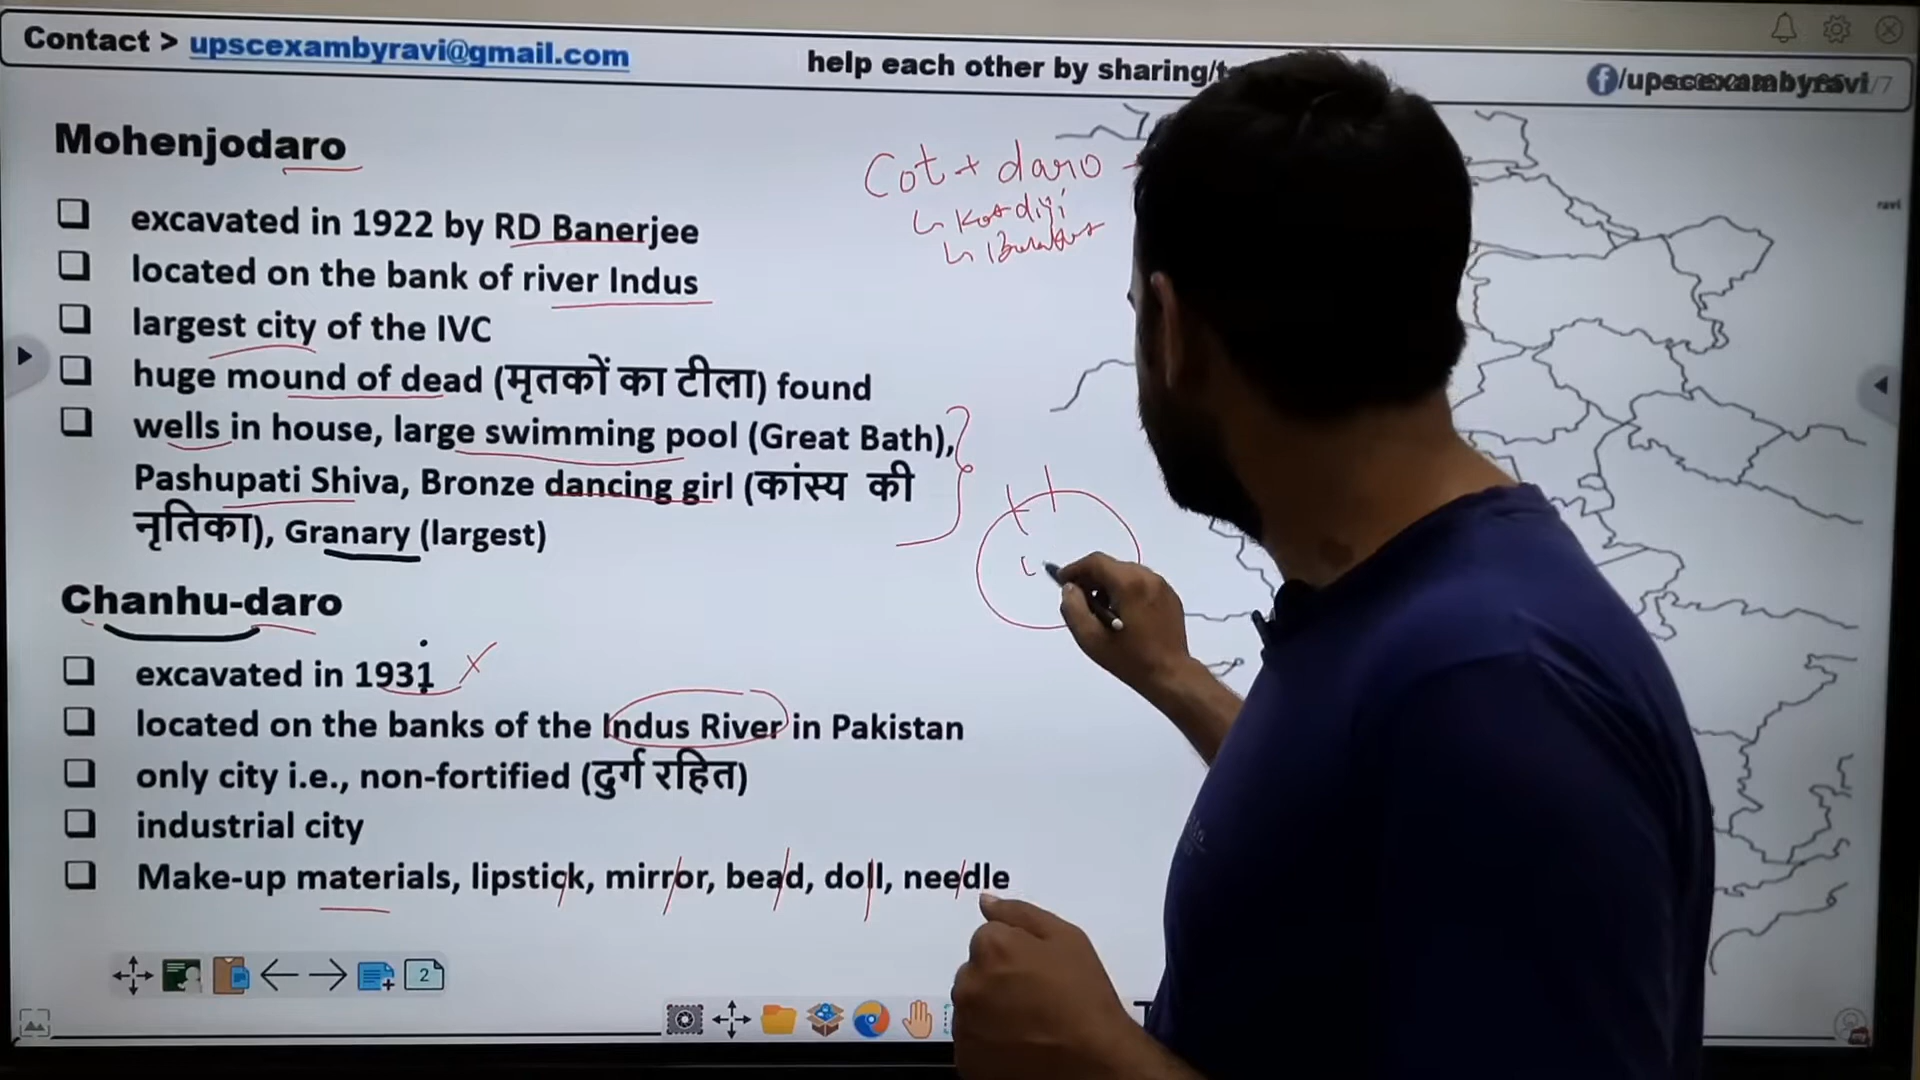 Contact > upscexambyravi@gmail.com
help each other by sharing/t
/upscexambyravi
Mohenjodaro
Cot + daro
Kot diji
ravi
❑ excavated in 1922 by RD Banerjee
❑ located on the bank of river Indus
❑ largest city of the IVC
❑ huge mound of dead (मृतकों का टीला) found
❑ wells in house, large swimming pool (Great Bath),
Pashupati Shiva, Bronze dancing girl (कांस्य की
नृतिका), Granary (largest)
Chanhu-daro
❑ excavated in 1931
❑ located on the banks of the Indus River in Pakistan
❑ only city i.e., non-fortified (दुर्ग रहित)
❑ industrial city
❑ Make-up materials, lipstick, mirror, bead, doll, needle
2